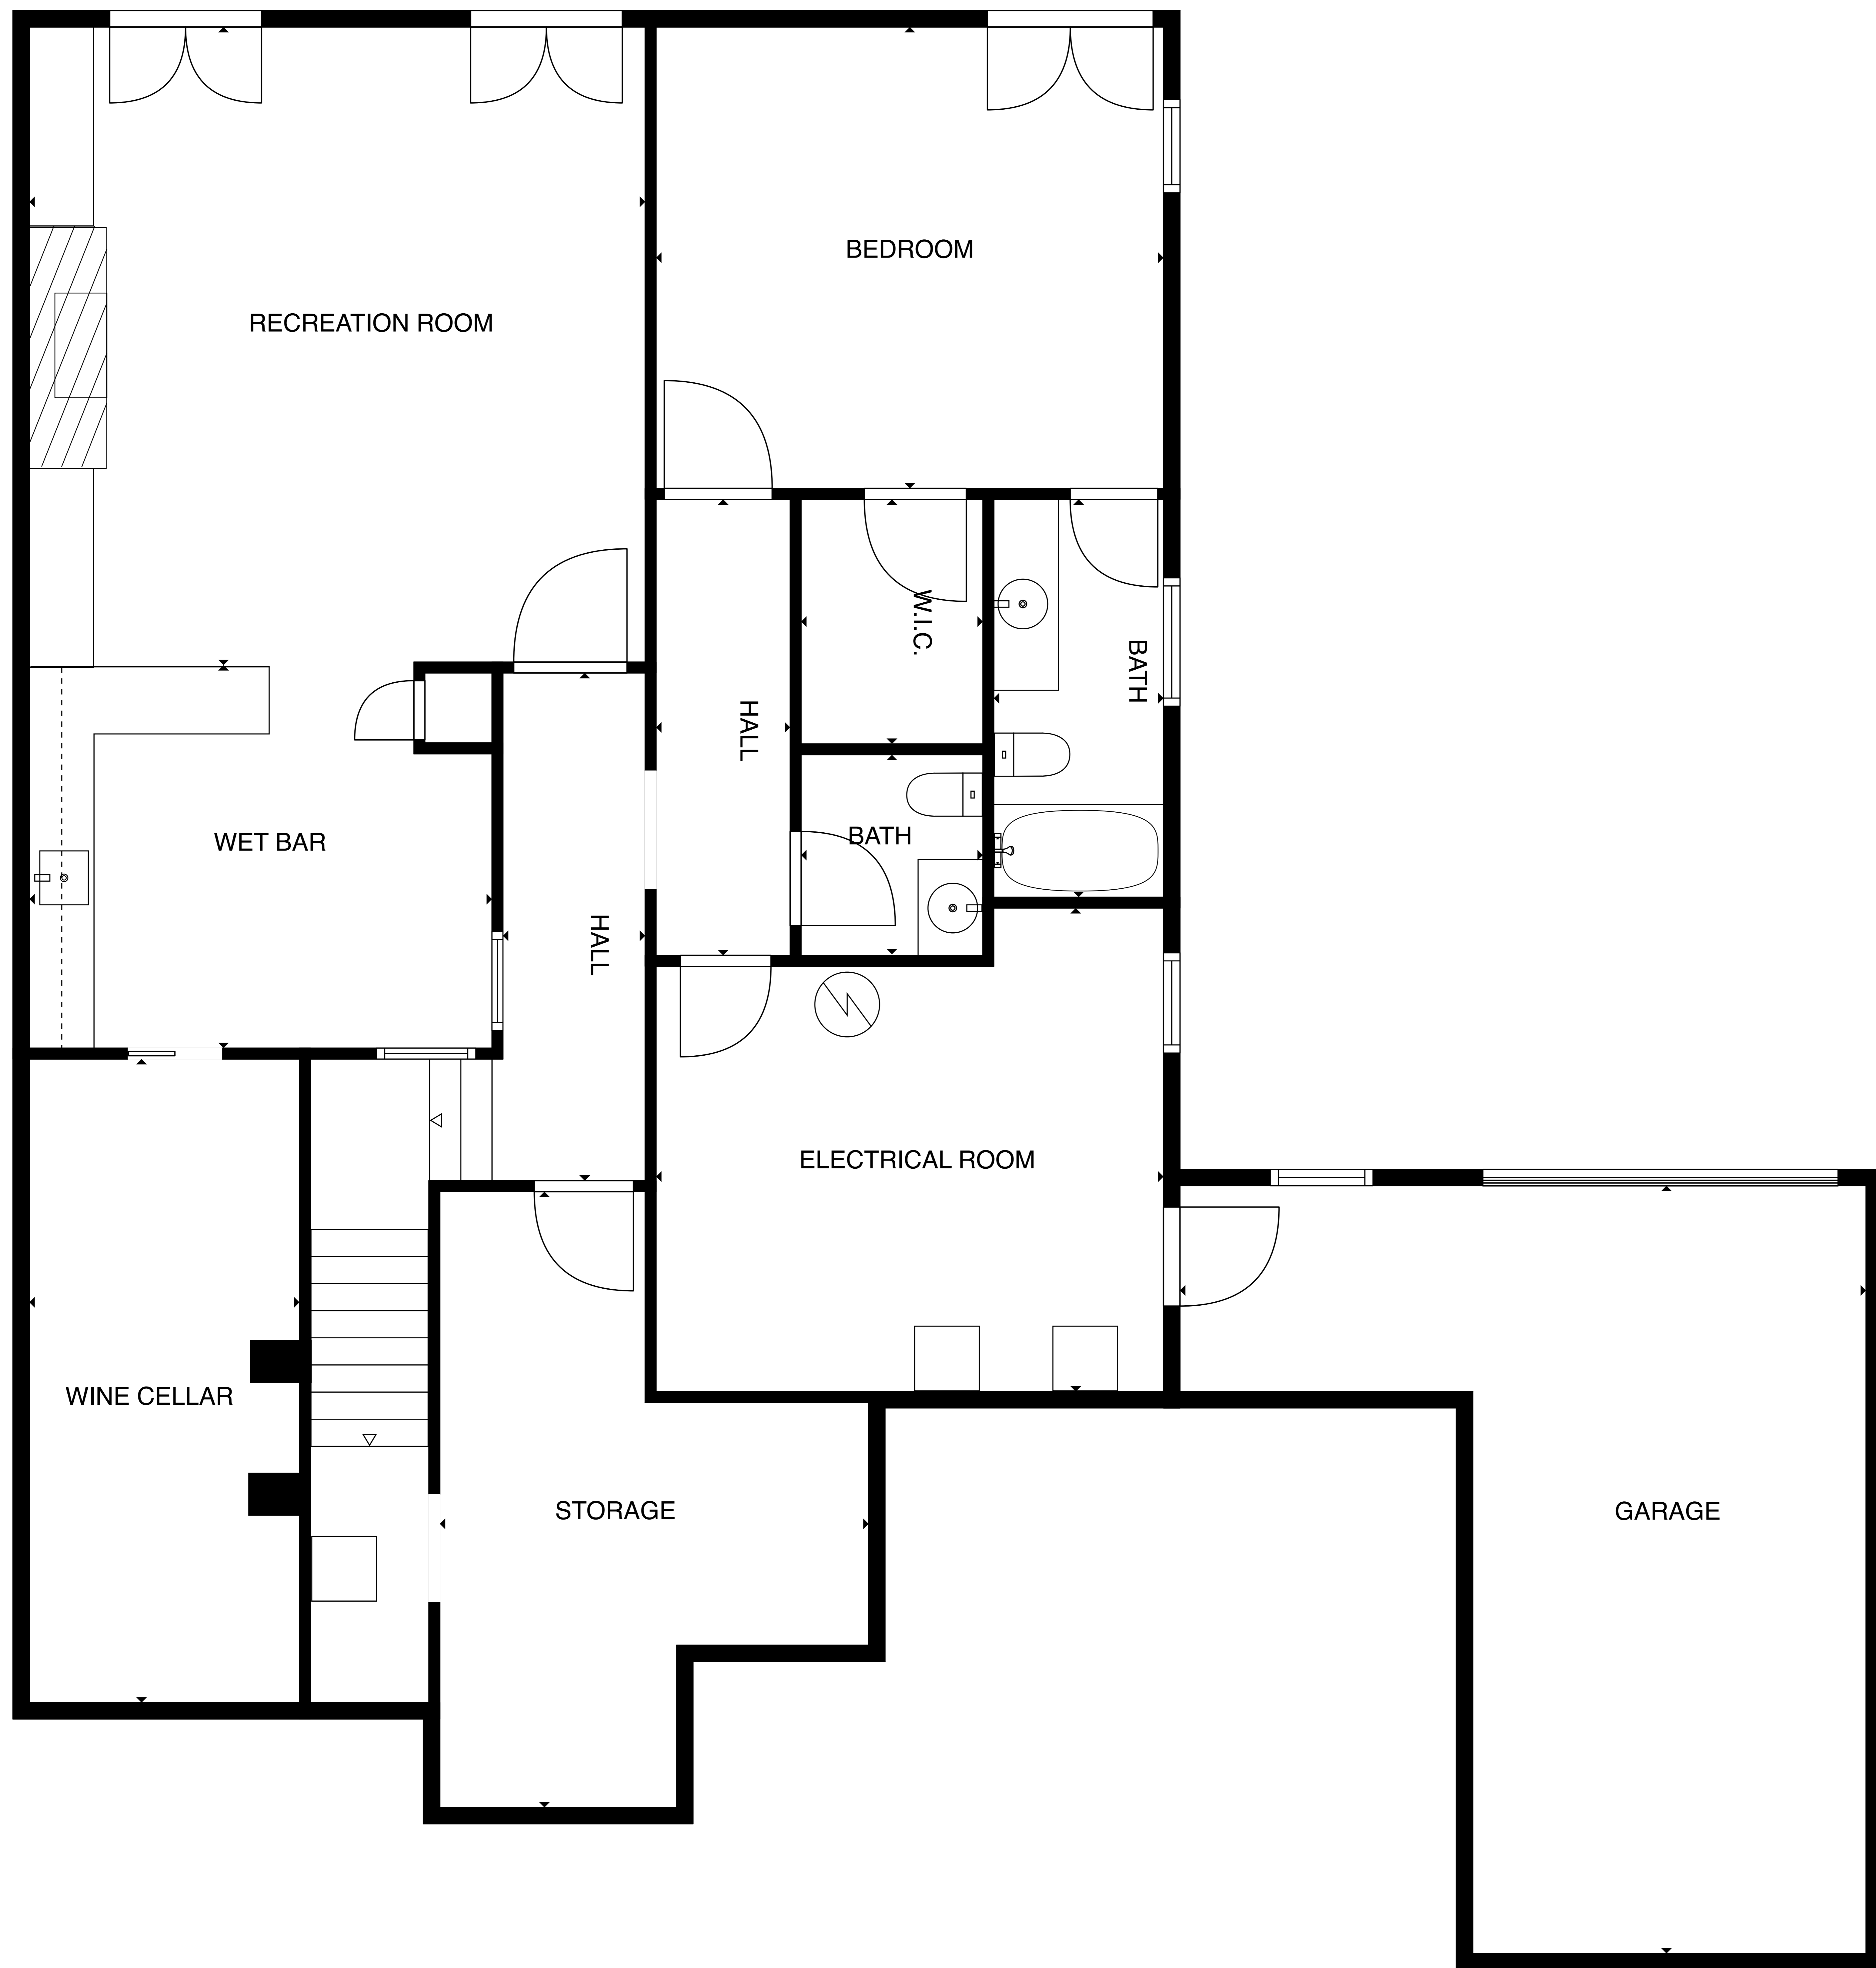 BEDROOM
RECREATION ROOM
W.I.C.
BATH
HALL
BATH
WET BAR
HALL
ELECTRICAL ROOM
WINE CELLAR
STORAGE
GARAGE